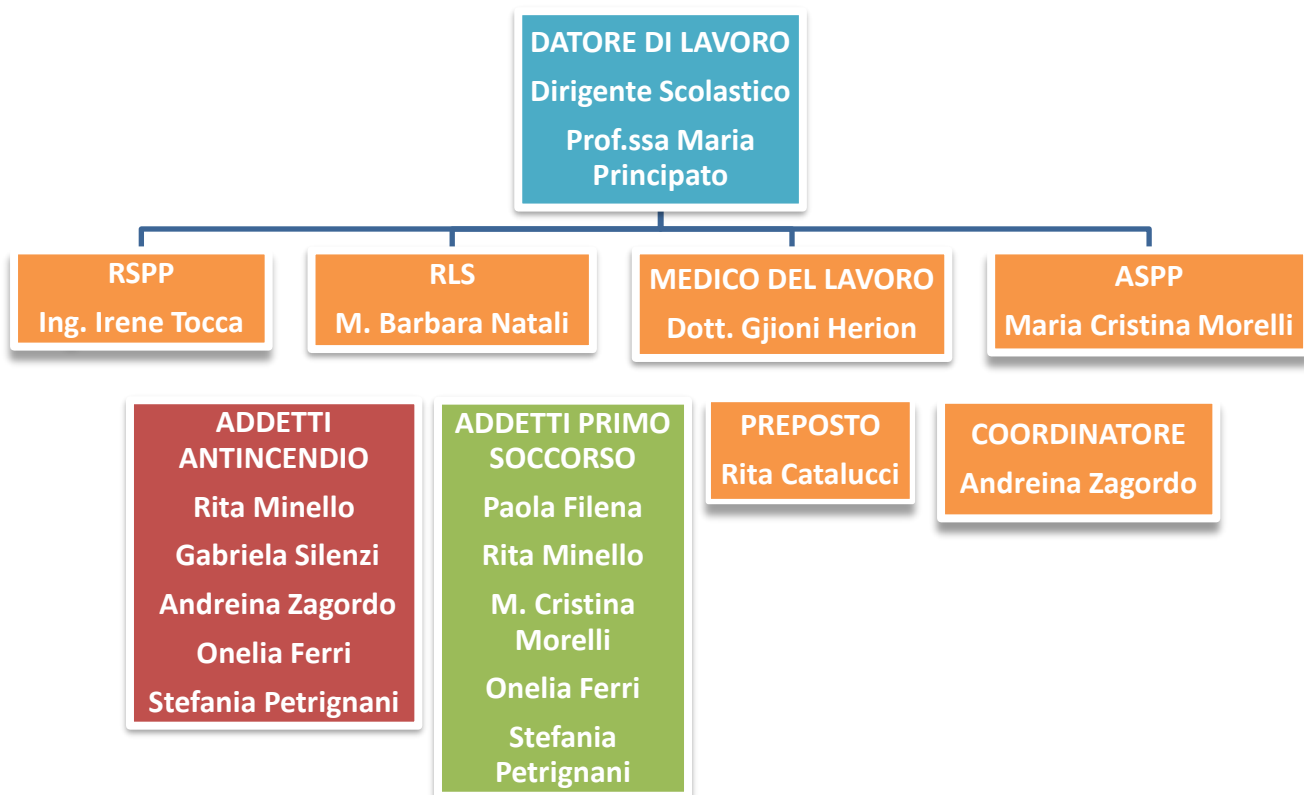 DATORE DI LAVORO
Dirigente Scolastico
Prof.ssa Maria
Principato
RSPP
Ing. Irene Tocca
RLS
M. Barbara Natali
MEDICO DEL LAVORO
Dott. Gjioni Herion
ASPP
Maria Cristina Morelli
ADDETTI
ANTINCENDIO
Rita Minello
Gabriela Silenzi
Andreina Zagordo
Onelia Ferri
Stefania Petrignani
ADDETTI PRIMO
SOCCORSO
Paola Filena
Rita Minello
M. Cristina
Morelli
Onelia Ferri
Stefania
Petrignani
PREPOSTO
Rita Catalucci
COORDINATORE
Andreina Zagordo